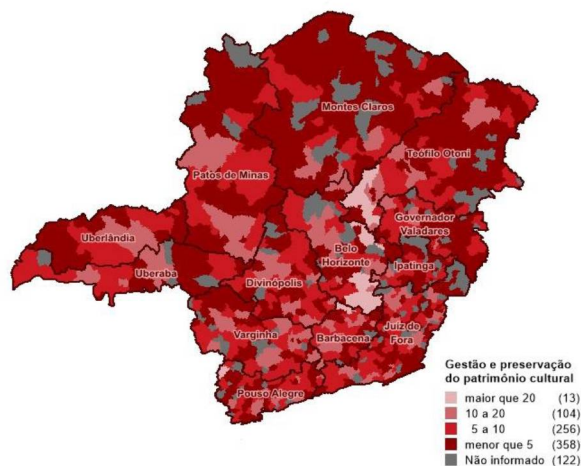 Montes Claros
Teófilo Otoni
Patos de Minas
Governador
Valadares
Uberlândia
Belo
Horizonte
Uberaba
Ipatinga
Divinópolis
Juiz de
Fora
Varginha
Barbacena
Pouso Alegre
Gestão e preservação
do patrimônio cultural
maior que 20 (13)
10 a 20 (104)
5 a 10 (256)
menor que 5 (358)
Não informado (122)